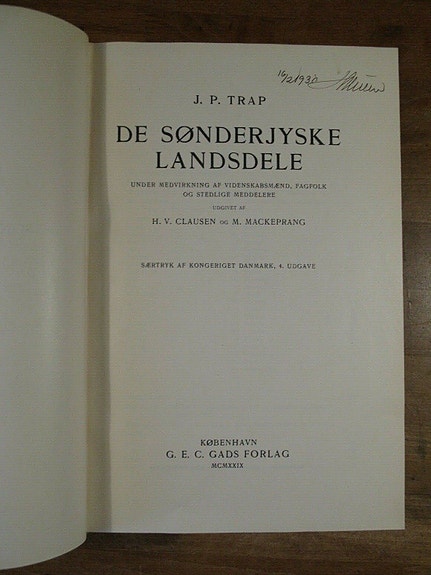 J. P. TRAP
DE SØNDERJYSKE
LANDSDELE
UNDER MEDVIRKNING AF VIDENSKABSMÆND, FAGFOLK
OG STEDLIGE MEDDELERE
UDGIVET AF
H. V. CLAUSEN OG M. MACKEPRANG
SÆRTRYK AF KONGERIGET DANMARK, 4. UDGAVE
KØBENHAVN
G. E. C. GADS FORLAG
MCMXXIX